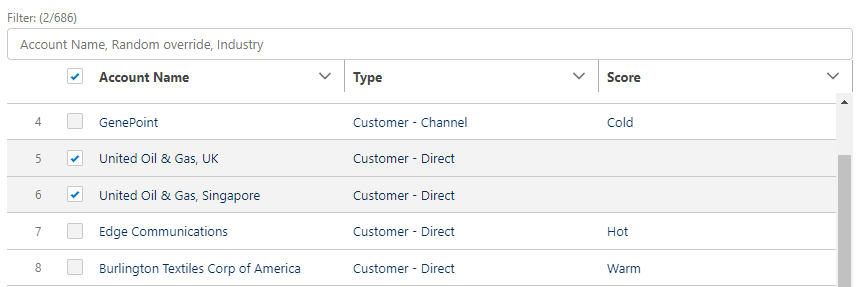 Filter: (2/686)
Account Name, Random override, Industry
Account Name Type Score
4 GenePoint Customer - Channel Cold
5 United Oil & Gas, UK Customer - Direct
6 United Oil & Gas, Singapore Customer - Direct
7 Edge Communications Customer - Direct Hot
8 Burlington Textiles Corp of America Customer - Direct Warm